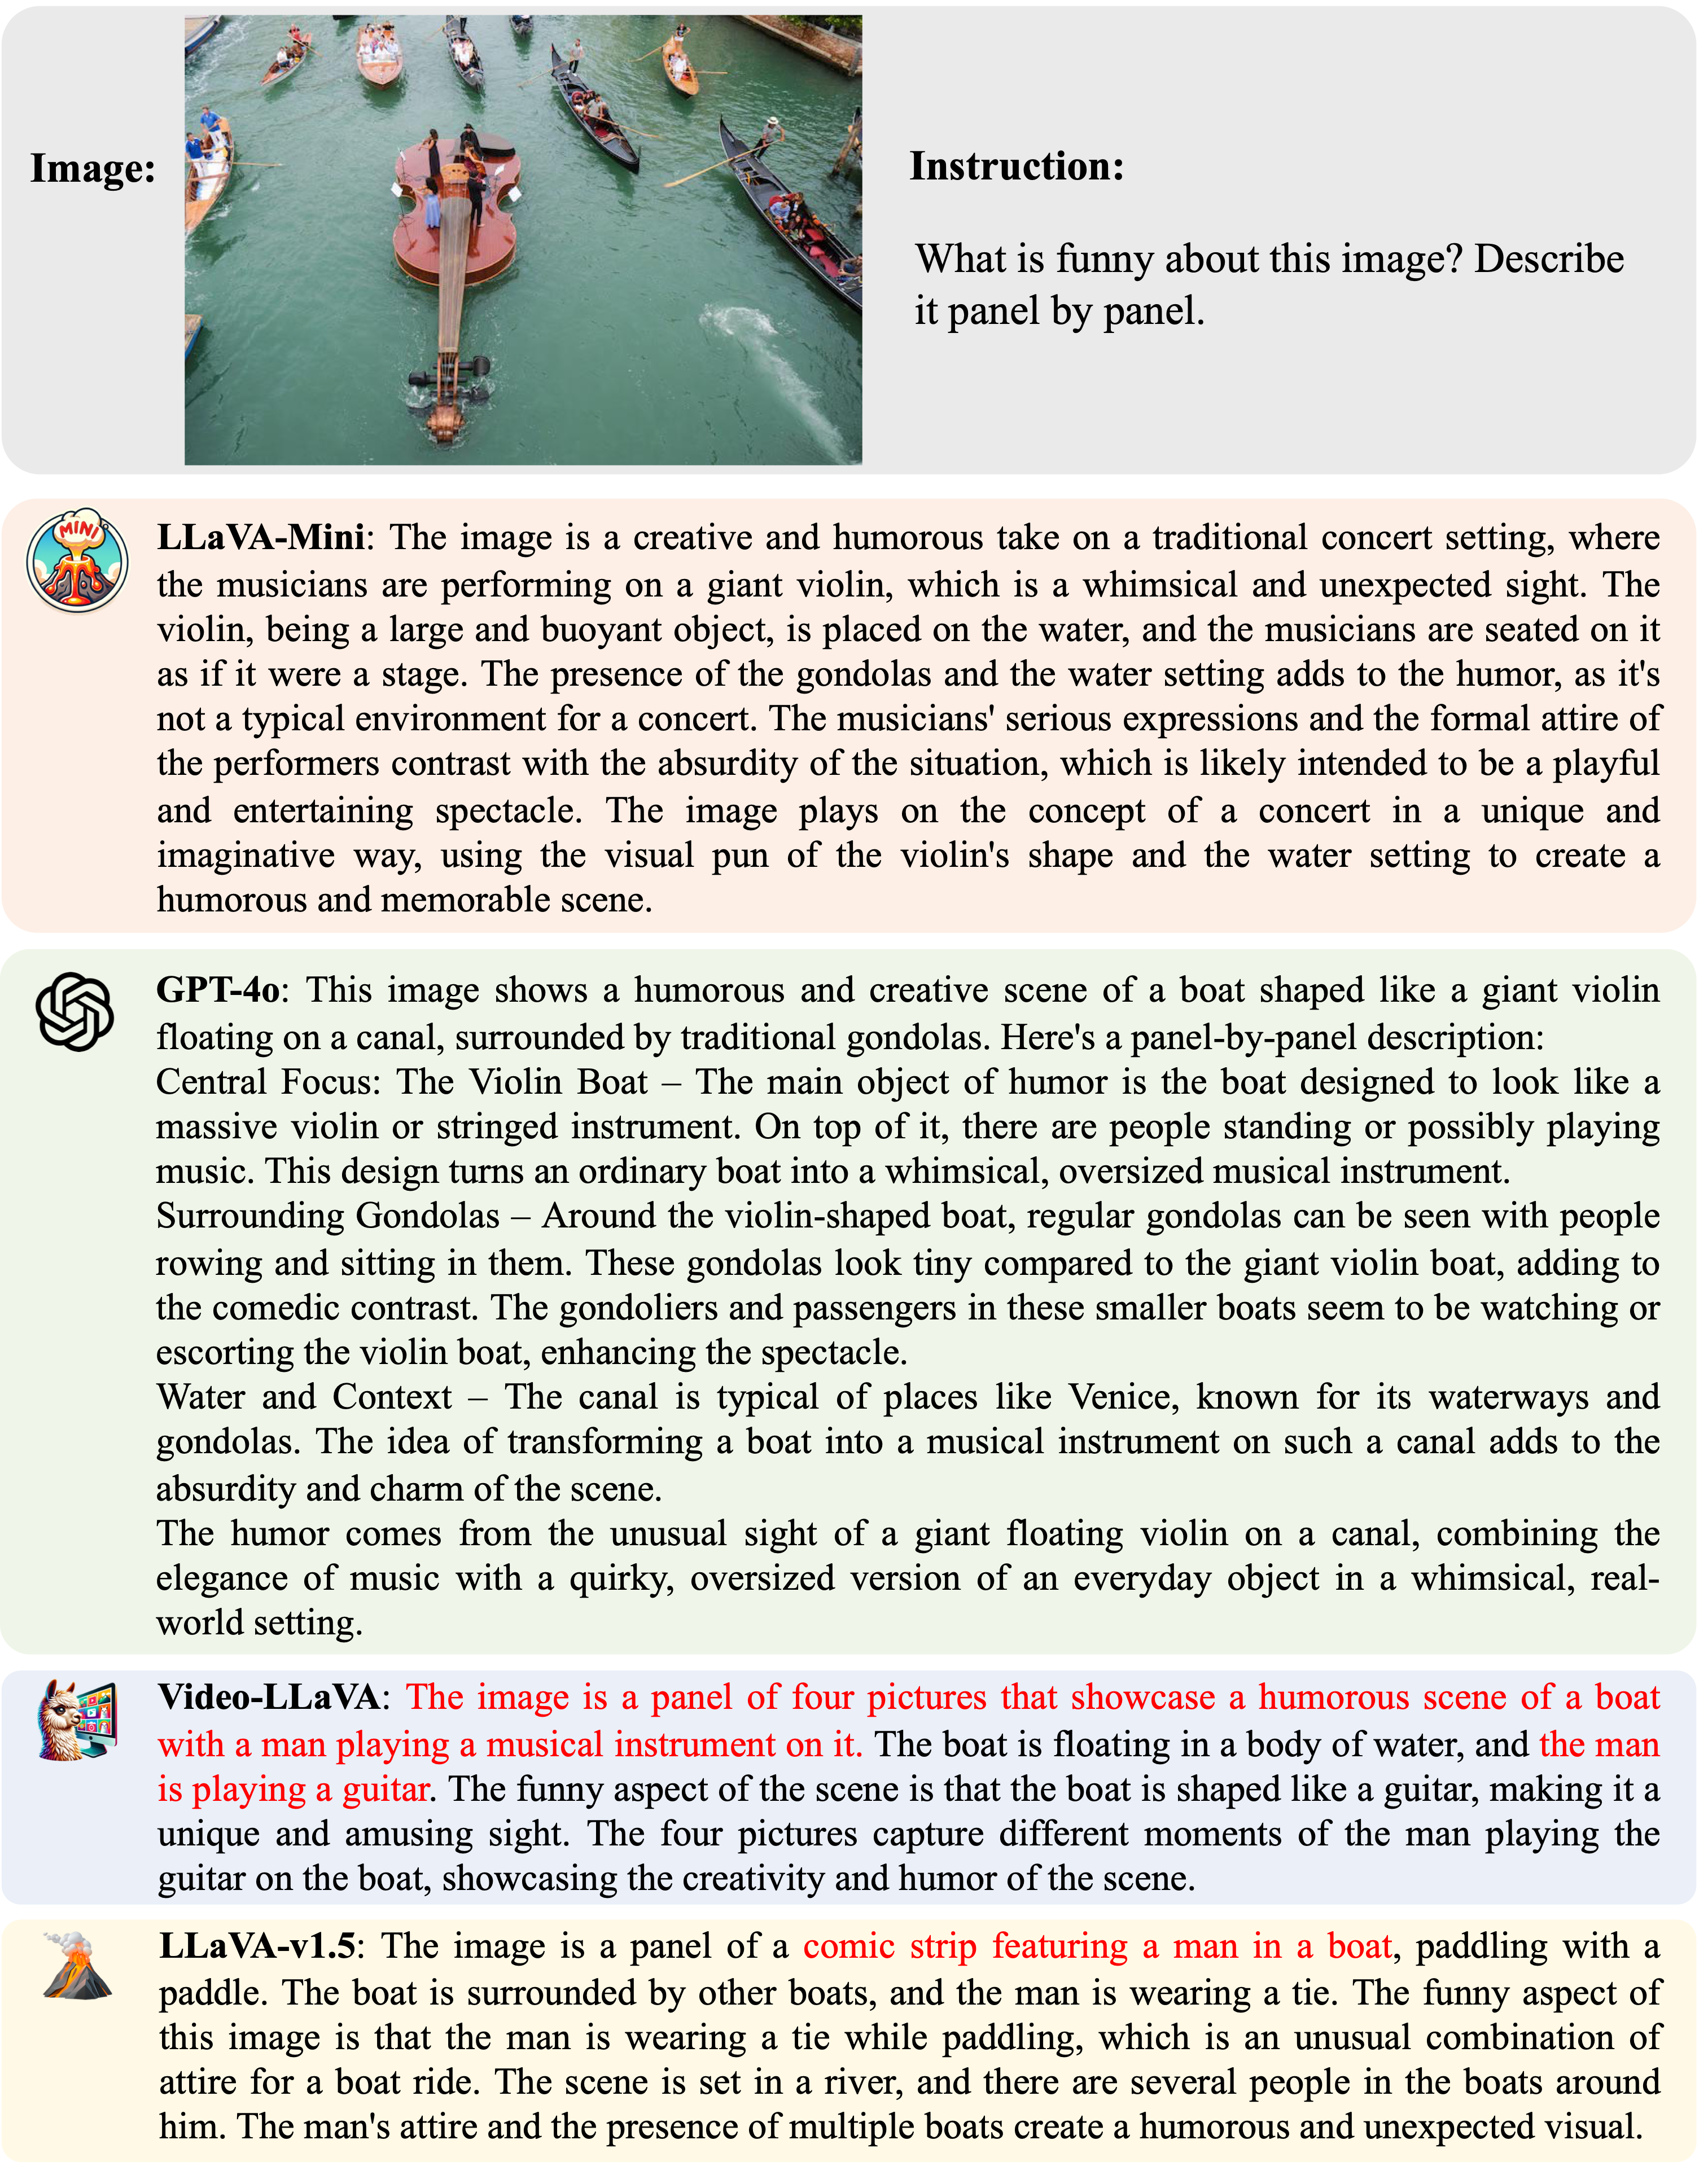 Image:
Instruction:
What is funny about this image? Describe
it panel by panel.
MINI
LLaVA-Mini: The image is a creative and humorous take on a traditional concert setting, where
the musicians are performing on a giant violin, which is a whimsical and unexpected sight. The
violin, being a large and buoyant object, is placed on the water, and the musicians are seated on it
as if it were a stage. The presence of the gondolas and the water setting adds to the humor, as it's
not a typical environment for a concert. The musicians' serious expressions and the formal attire of
the performers contrast with the absurdity of the situation, which is likely intended to be a playful
and entertaining spectacle. The image plays on the concept of a concert in a unique and
imaginative way, using the visual pun of the violin's shape and the water setting to create a
humorous and memorable scene.
GPT-4o: This image shows a humorous and creative scene of a boat shaped like a giant violin
floating on a canal, surrounded by traditional gondolas. Here's a panel-by-panel description:
Central Focus: The Violin Boat – The main object of humor is the boat designed to look like a
massive violin or stringed instrument. On top of it, there are people standing or possibly playing
music. This design turns an ordinary boat into a whimsical, oversized musical instrument.
Surrounding Gondolas – Around the violin-shaped boat, regular gondolas can be seen with people
rowing and sitting in them. These gondolas look tiny compared to the giant violin boat, adding to
the comedic contrast. The gondoliers and passengers in these smaller boats seem to be watching or
escorting the violin boat, enhancing the spectacle.
Water and Context – The canal is typical of places like Venice, known for its waterways and
gondolas. The idea of transforming a boat into a musical instrument on such a canal adds to the
absurdity and charm of the scene.
The humor comes from the unusual sight of a giant floating violin on a canal, combining the
elegance of music with a quirky, oversized version of an everyday object in a whimsical, real-
world setting.
Video-LLaVA: The image is a panel of four pictures that showcase a humorous scene of a boat
with a man playing a musical instrument on it. The boat is floating in a body of water, and the man
is playing a guitar. The funny aspect of the scene is that the boat is shaped like a guitar, making it a
unique and amusing sight. The four pictures capture different moments of the man playing the
guitar on the boat, showcasing the creativity and humor of the scene.
LLaVA-v1.5: The image is a panel of a comic strip featuring a man in a boat, paddling with a
paddle. The boat is surrounded by other boats, and the man is wearing a tie. The funny aspect of
this image is that the man is wearing a tie while paddling, which is an unusual combination of
attire for a boat ride. The scene is set in a river, and there are several people in the boats around
him. The man's attire and the presence of multiple boats create a humorous and unexpected visual.